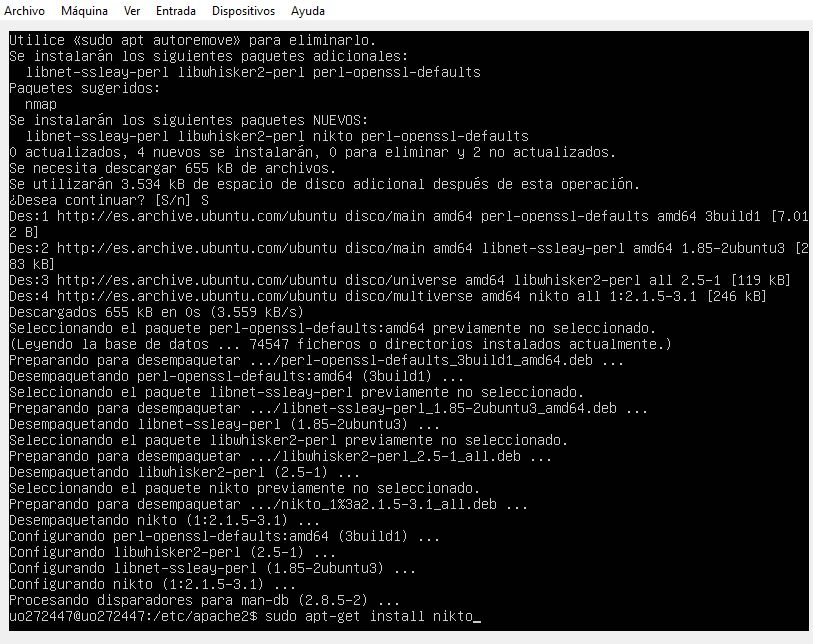 Archivo Máquina Ver Entrada Dispositivos Ayuda
Utilice «sudo apt autoremove» para eliminarlo.
Se instalarán los siguientes paquetes adicionales:
  libnet-ssleay-perl libwhisker2-perl perl-openssl-defaults
Paquetes sugeridos:
  nmap
Se instalarán los siguientes paquetes NUEVOS:
  libnet-ssleay-perl libwhisker2-perl nikto perl-openssl-defaults
0 actualizados, 4 nuevos se instalarán, 0 para eliminar y 2 no actualizados.
Se necesita descargar 655 kB de archivos.
Se utilizarán 3.534 kB de espacio de disco adicional después de esta operación.
¿Desea continuar? [S/n] S
Des:1 http://es.archive.ubuntu.com/ubuntu disco/main amd64 perl-openssl-defaults amd64 3build1 [7.01
2 B]
Des:2 http://es.archive.ubuntu.com/ubuntu disco/main amd64 libnet-ssleay-perl amd64 1.85-2ubuntu3 [2
83 kB]
Des:3 http://es.archive.ubuntu.com/ubuntu disco/universe amd64 libwhisker2-perl all 2.5-1 [119 kB]
Des:4 http://es.archive.ubuntu.com/ubuntu disco/multiverse amd64 nikto all 1:2.1.5-3.1 [246 kB]
Descargados 655 kB en 0s (3.559 kB/s)
Seleccionando el paquete perl-openssl-defaults:amd64 previamente no seleccionado.
(Leyendo la base de datos ... 74547 ficheros o directorios instalados actualmente.)
Preparando para desempaquetar .../perl-openssl-defaults_3build1_amd64.deb ...
Desempaquetando perl-openssl-defaults:amd64 (3build1) ...
Seleccionando el paquete libnet-ssleay-perl previamente no seleccionado.
Preparando para desempaquetar .../libnet-ssleay-perl_1.85-2ubuntu3_amd64.deb ...
Desempaquetando libnet-ssleay-perl (1.85-2ubuntu3) ...
Seleccionando el paquete libwhisker2-perl previamente no seleccionado.
Preparando para desempaquetar .../libwhisker2-perl_2.5-1_all.deb ...
Desempaquetando libwhisker2-perl (2.5-1) ...
Seleccionando el paquete nikto previamente no seleccionado.
Preparando para desempaquetar .../nikto_1%3a2.1.5-3.1_all.deb ...
Desempaquetando nikto (1:2.1.5-3.1) ...
Configurando perl-openssl-defaults:amd64 (3build1) ...
Configurando libwhisker2-perl (2.5-1) ...
Configurando libnet-ssleay-perl (1.85-2ubuntu3) ...
Configurando nikto (1:2.1.5-3.1) ...
Procesando disparadores para man-db (2.8.5-2) ...
uo272447@uo272447:/etc/apache2$ sudo apt-get install nikto_